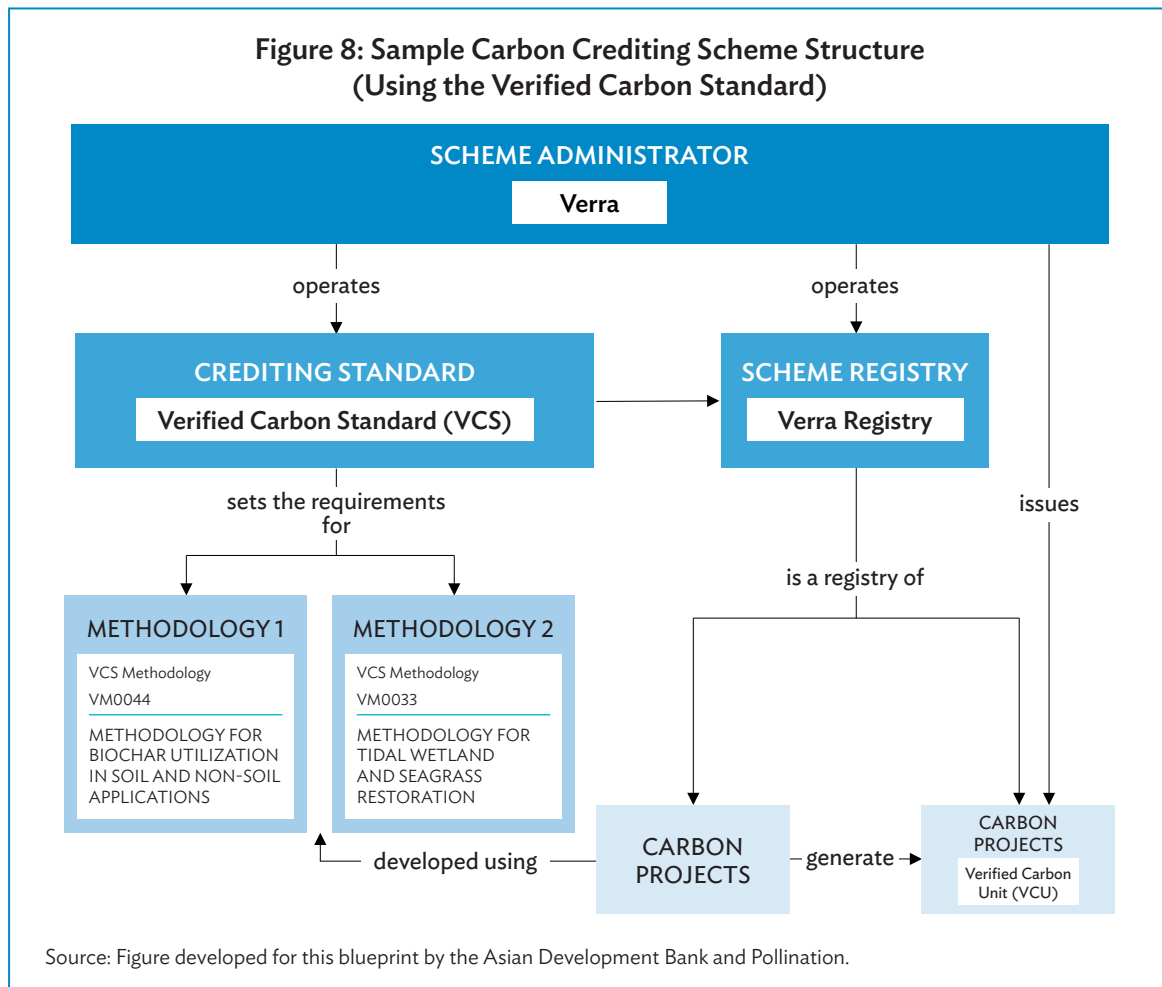 Figure 8: Sample Carbon Crediting Scheme Structure
(Using the Verified Carbon Standard)
SCHEME ADMINISTRATOR
Verra
operates
operates
CREDITING STANDARD
Verified Carbon Standard (VCS)
SCHEME REGISTRY
Verra Registry
sets the requirements
for
issues
is a registry of
METHODOLOGY 1
VCS Methodology
VM0044
METHODOLOGY FOR
BIOCHAR UTILIZATION
IN SOIL AND NON-SOIL
APPLICATIONS
METHODOLOGY 2
VCS Methodology
VM0033
METHODOLOGY FOR
TIDAL WETLAND
AND SEAGRASS
RESTORATION
developed using
CARBON
PROJECTS
generate
CARBON
PROJECTS
Verified Carbon
Unit (VCU)
Source: Figure developed for this blueprint by the Asian Development Bank and Pollination.